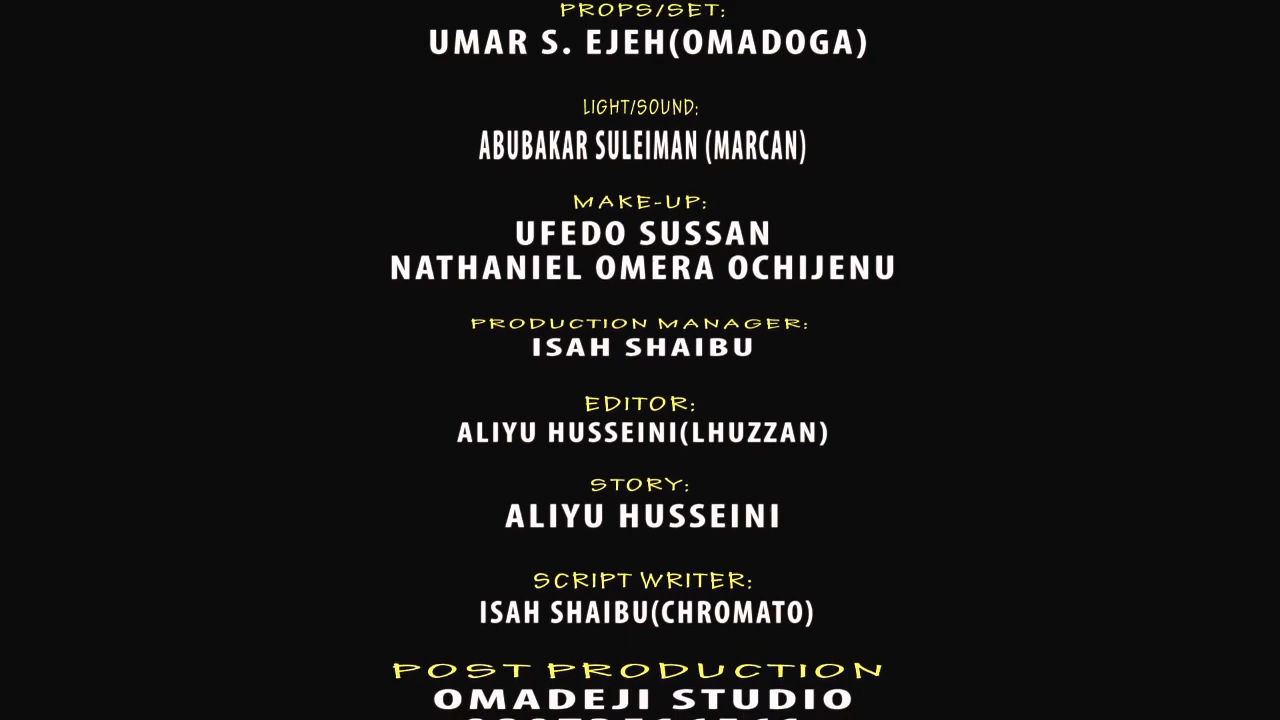 PROPS/SET:
UMAR S. EJEH(OMADOGA)
LIGHT/SOUND:
ABUBAKAR SULEIMAN (MARCAN)
MAKE-UP:
UFEDO SUSSAN
NATHANIEL OMERA OCHIJENU
PRODUCTION MANAGER:
ISAH SHAIBU
EDITOR:
ALIYU HUSSEINI(LHUZZAN)
STORY:
ALIYU HUSSEINI
SCRIPT WRITER:
ISAH SHAIBU(CHROMATO)
POST PRODUCTION
OMADEJI STUDIO